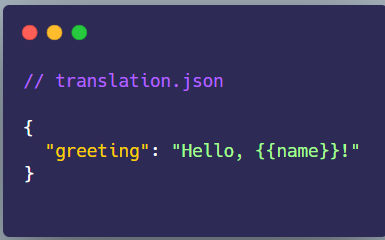 // translation.json
{
"greeting": "Hello, {{name}}!"
}